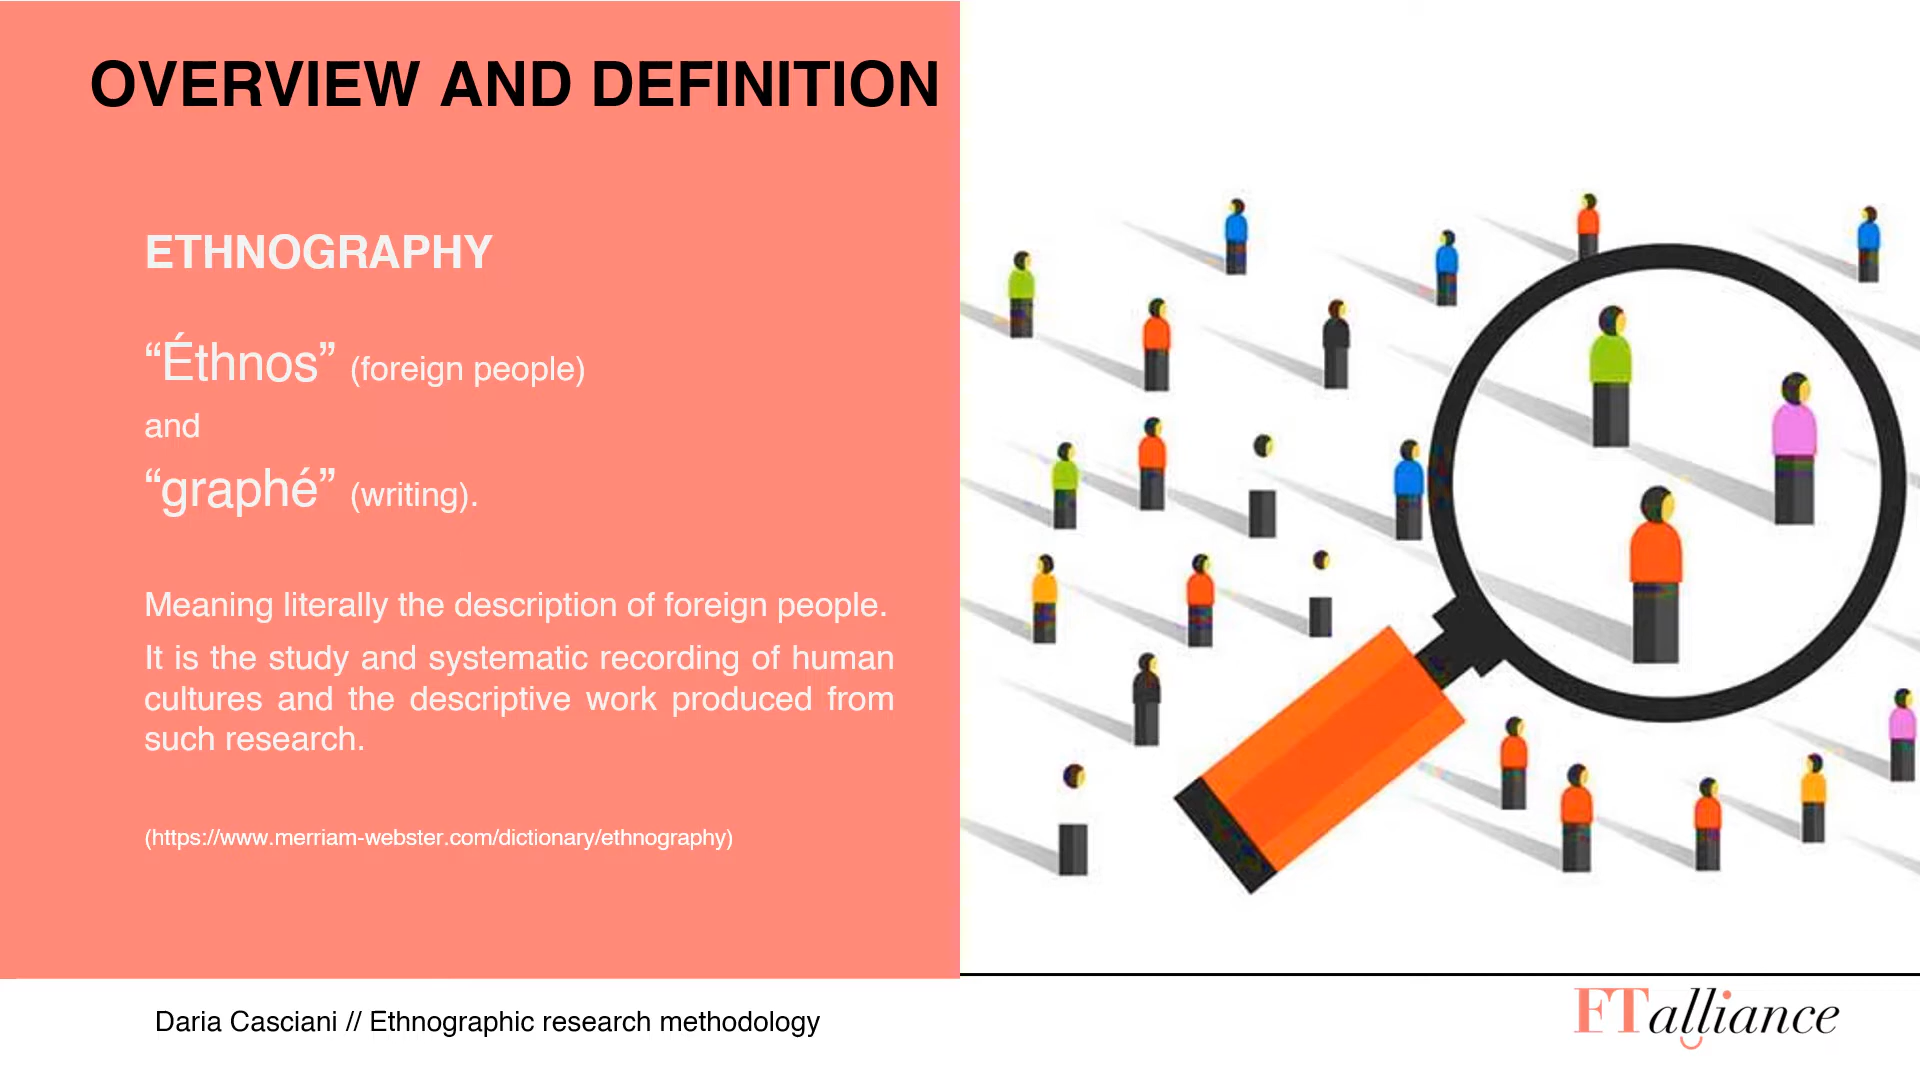 OVERVIEW AND DEFINITION
ETHNOGRAPHY
“Éthnos” (foreign people)
and
“graphé” (writing).
Meaning literally the description of foreign people.
It is the study and systematic recording of human
cultures and the descriptive work produced from
such research.
(https://www.merriam-webster.com/dictionary/ethnography)
Daria Casciani // Ethnographic research methodology
FTalliance